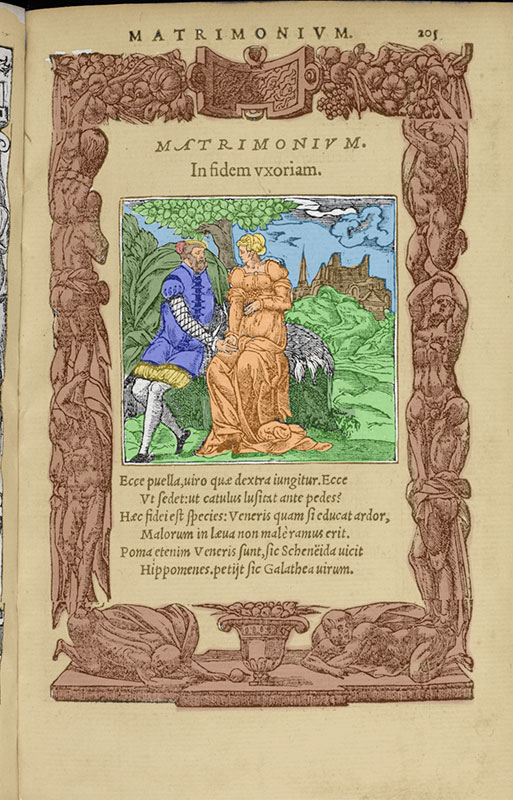 MATRIMONIVM.
205
MATRIMONIVM.
In fidem vxoriam.
Ecce puella, uiro quæ dextra iungitur. Ecce
Vt sedet: ut catulus lusitat ante pedes?
Hæc fidei est species: Veneris quam si educat ardor,
Malorum in læua non malè ramus erit.
Poma etenim Veneris sunt, sic Scheneïda uicit
Hippomenes. petijt sic Galathea uirum.